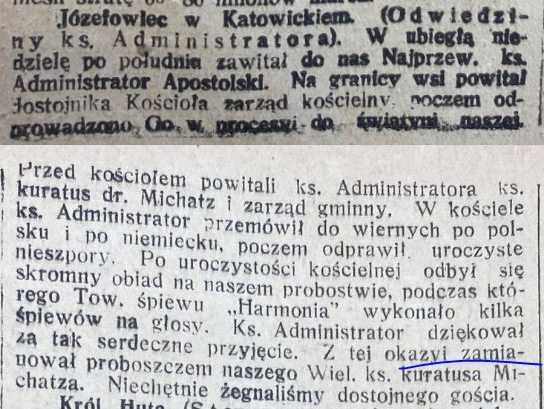 Józefowiec w Katowickiem. (Odwiedzi-
ny ks. Administratora). W ubiegłą nie-
dzielę po południu zawitał do nas Najprzew. ks.
Administrator Apostolski. Na granicy wsi powitał
dostojnika Kościoła zarząd kościelny, poczem od-
prowadzono Go w procesyi do świątyni naszej.
Przed kościołem powitali ks. Administratora ks.
kuratus dr. Michatz i zarząd gminny. W kościele
ks. Administrator przemówił do wiernych po pol-
sku i po niemiecku, poczem odprawił uroczyste
nieszpory. Po uroczystości kościelnej odbył się
skromny obiad na naszem probostwie, podczas któ-
rego Tow. śpiewu „Harmonia" wykonało kilka
śpiewów na głosy. Ks. Administrator dziękował
za tak serdeczne przyjęcie. Z tej okazyi zamia-
nował proboszczem naszego Wiel. ks. kuratusa Mi-
chatza. Niechętnie żegnaliśmy dostojnego gościa.
Król. Huta.